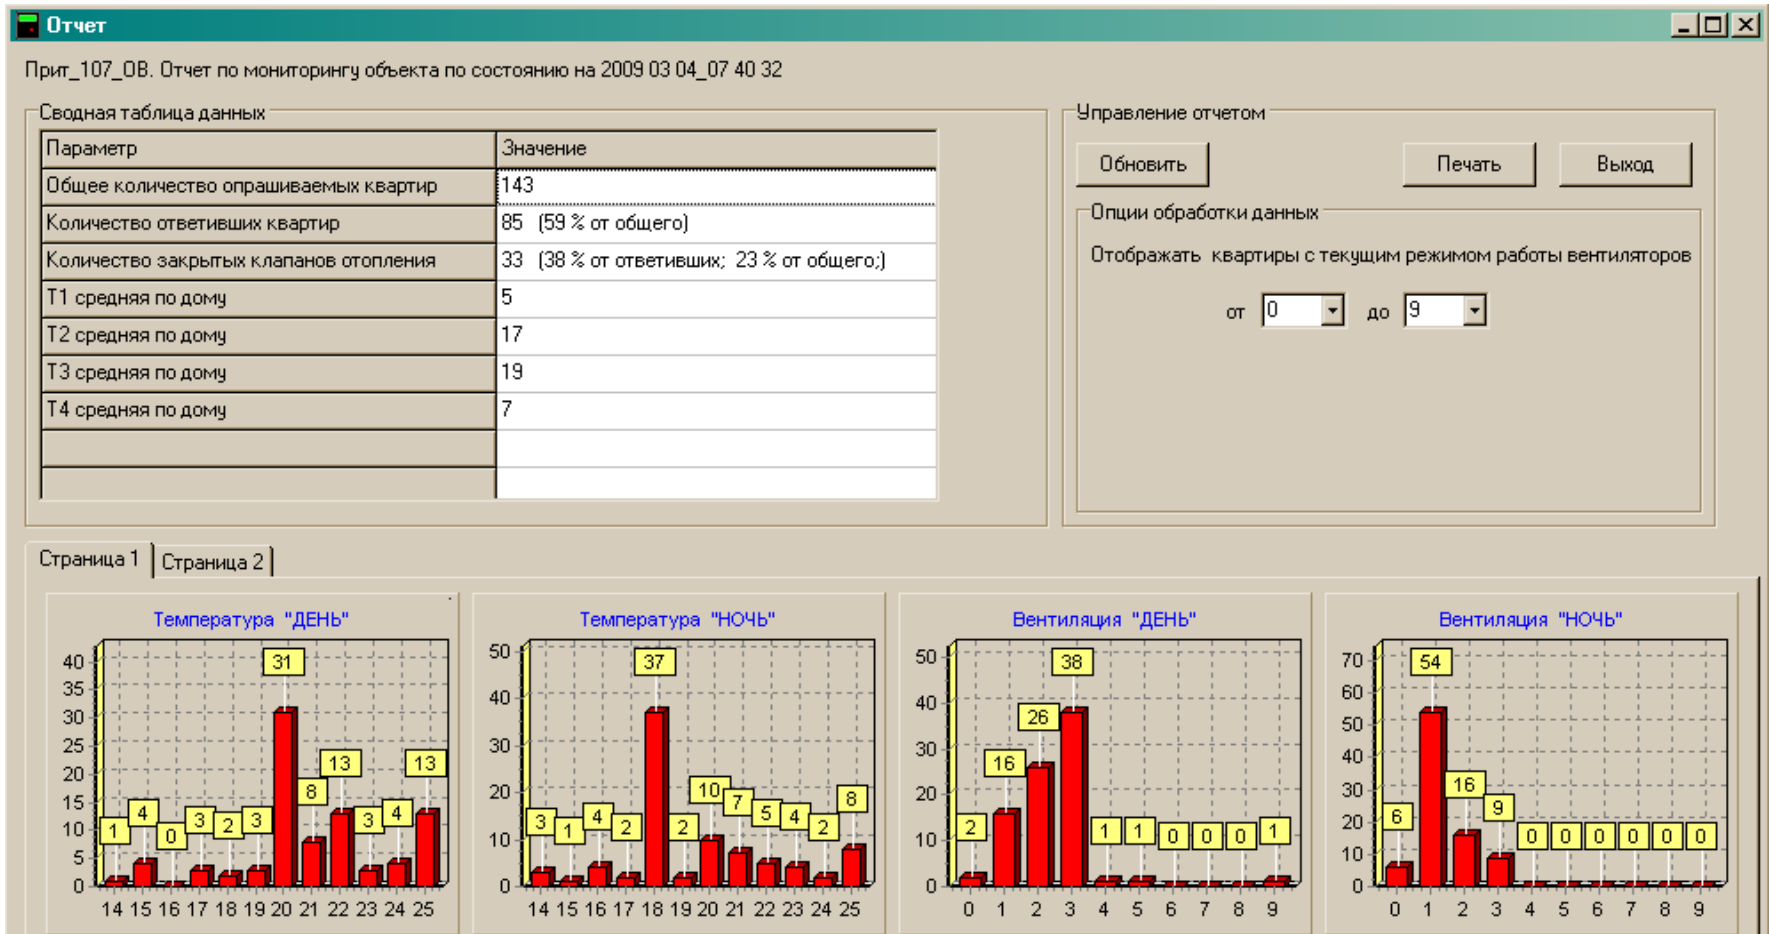 Отчет
Прит_107_ОВ. Отчет по мониторингу объекта по состоянию на 2009 03 04_07 40 32
Сводная таблица данных
Параметр Значение
Общее количество опрашиваемых квартир 143
Количество ответивших квартир 85 (59 % от общего)
Количество закрытых клапанов отопления 33 (38 % от ответивших; 23 % от общего;)
Т1 средняя по дому 5
Т2 средняя по дому 17
Т3 средняя по дому 19
Т4 средняя по дому 7
Управление отчетом
Обновить Печать Выход
Опции обработки данных
Отображать квартиры с текущим режимом работы вентиляторов
от 0 до 9
Страница 1 Страница 2
Температура "ДЕНЬ"
40
35
30
25
20
15
10
5
0
1 4 0 3 2 3 31 8 13 3 4 13
14 15 16 17 18 19 20 21 22 23 24 25
Температура "НОЧЬ"
50
40
30
20
10
0
3 1 4 2 37 2 10 7 5 4 2 8
14 15 16 17 18 19 20 21 22 23 24 25
Вентиляция "ДЕНЬ"
50
40
30
20
10
0
2 16 26 38 1 1 0 0 0 1
0 1 2 3 4 5 6 7 8 9
Вентиляция "НОЧЬ"
70
60
50
40
30
20
10
0
6 54 16 9 0 0 0 0 0 0
0 1 2 3 4 5 6 7 8 9